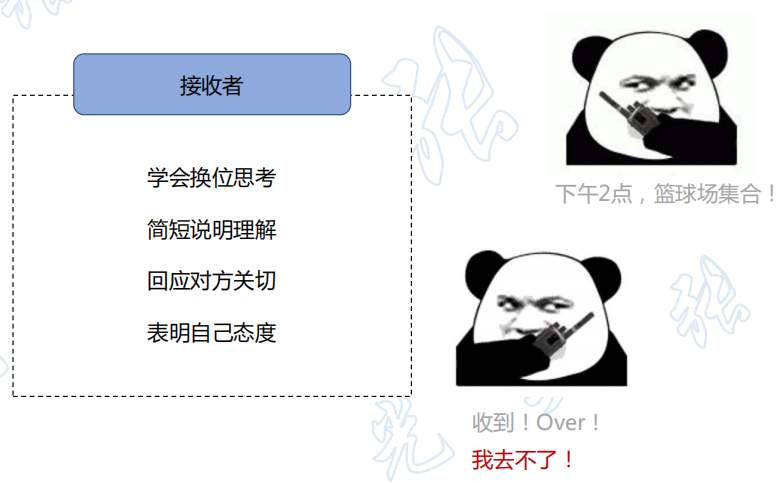 接收者
学会换位思考
简短说明理解
回应对方关切
表明自己态度
下午2点，篮球场集合！
收到！Over！
我去不了！